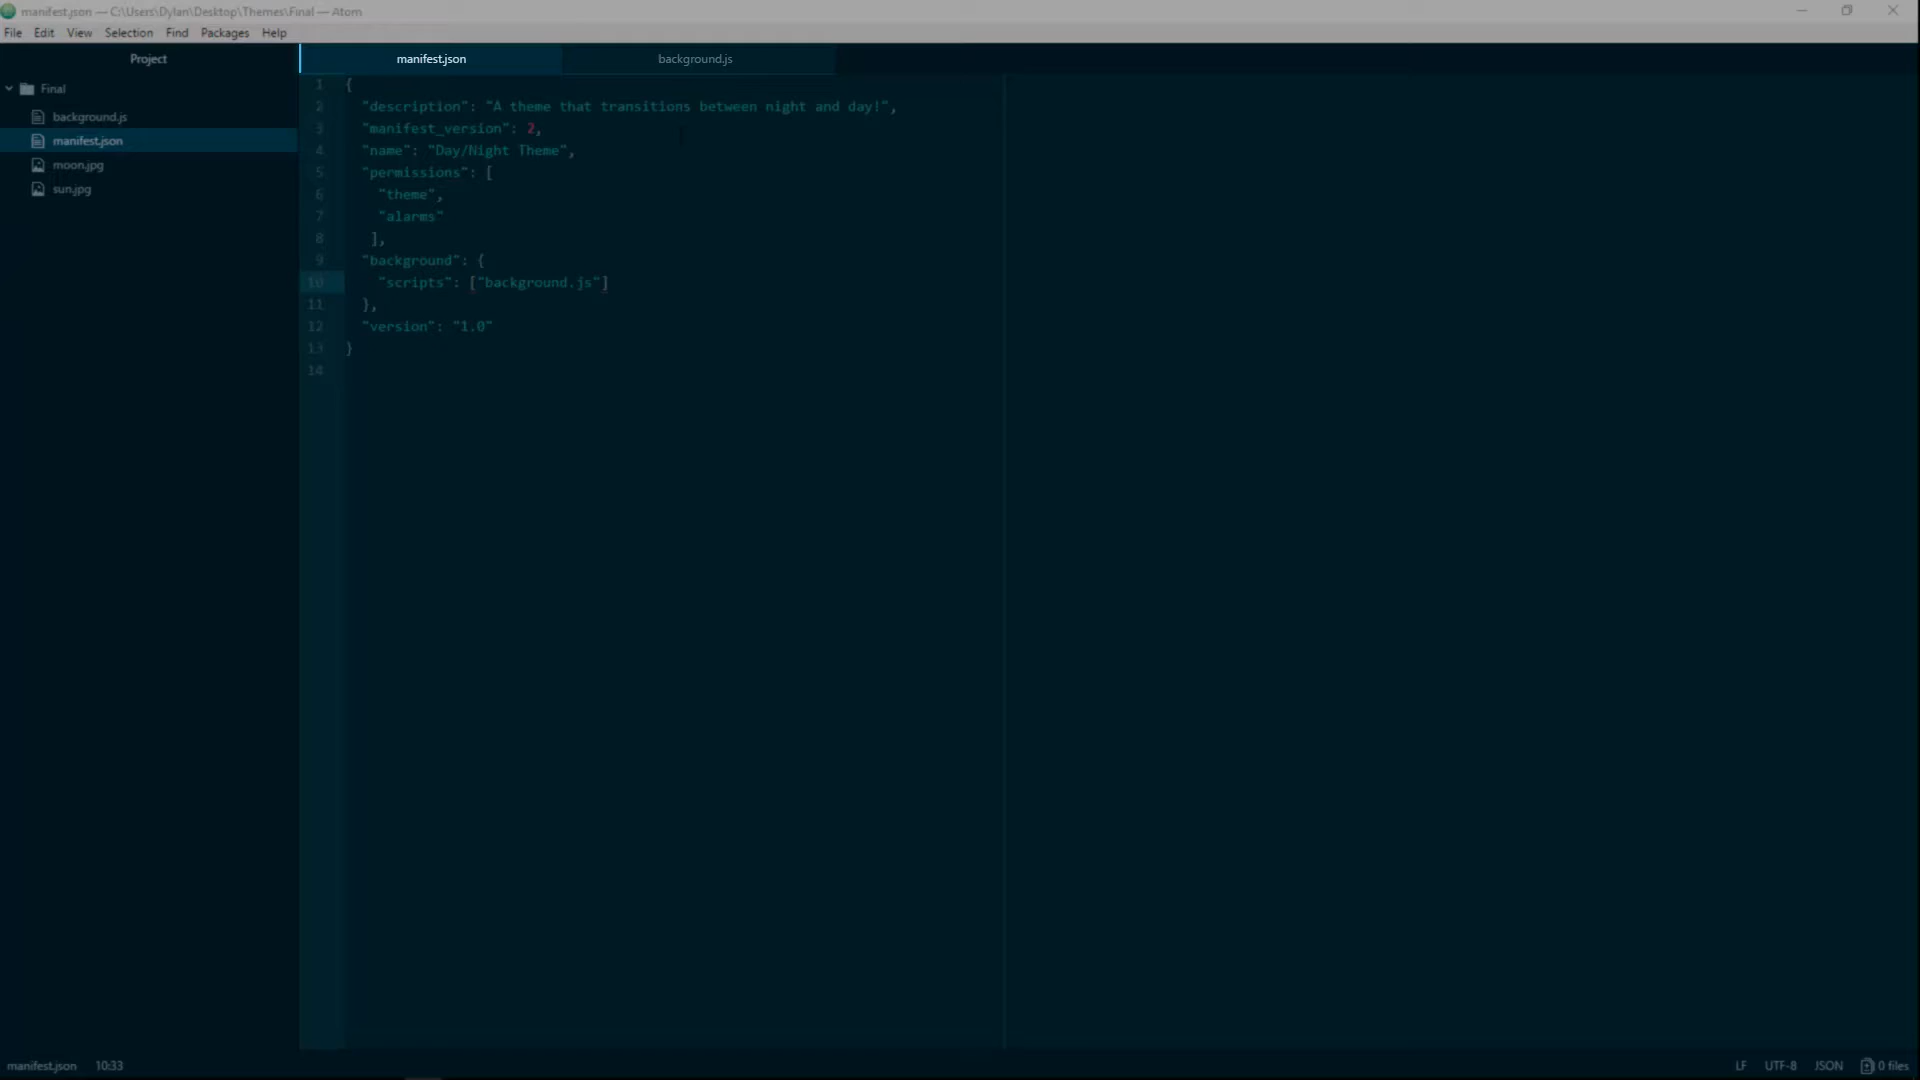 manifest.json — C:\Users\Dylan\Desktop\Themes\Final — Atom
File Edit View Selection Find Packages Help
Project
Final
background.js
manifest.json
moon.jpg
sun.jpg
manifest.json background.js
1 {
2 "description": "A theme that transitions between night and day!",
3 "manifest_version": 2,
4 "name": "Day/Night Theme",
5 "permissions": [
6 "theme",
7 "alarms"
8 ],
9 "background": {
10 "scripts": ["background.js"]
11 },
12 "version": "1.0"
13 }
14
manifest.json 10:33 LF UTF-8 JSON 0 files